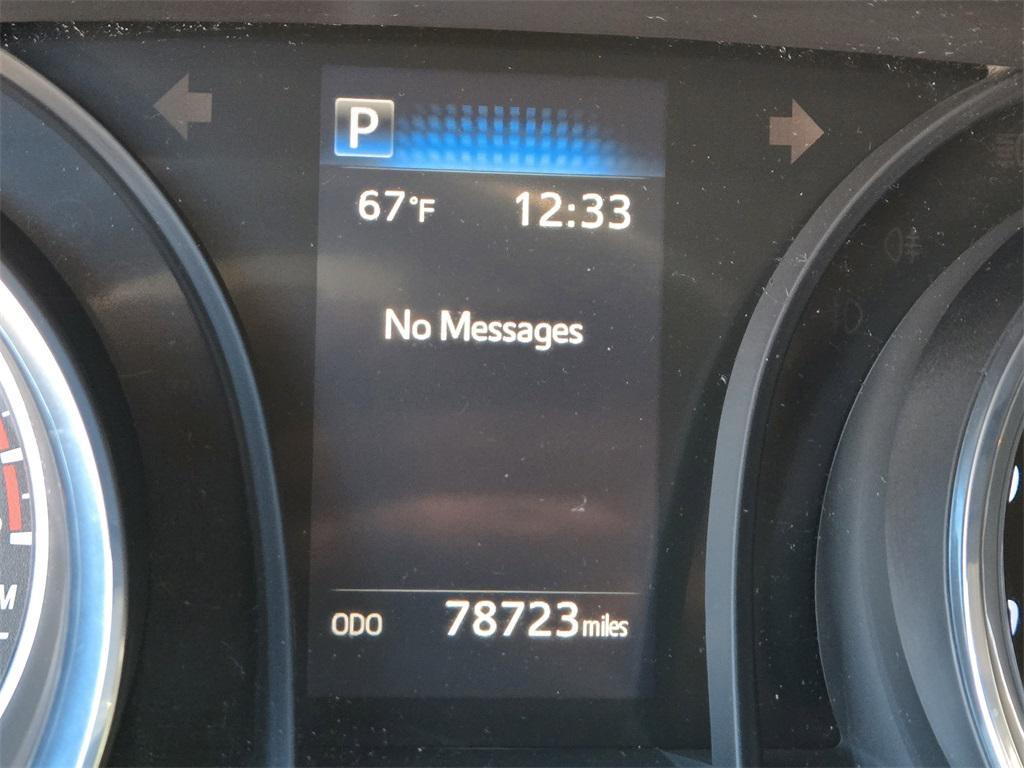 P
67°F 12:33
No Messages
ODO 78723 miles
M